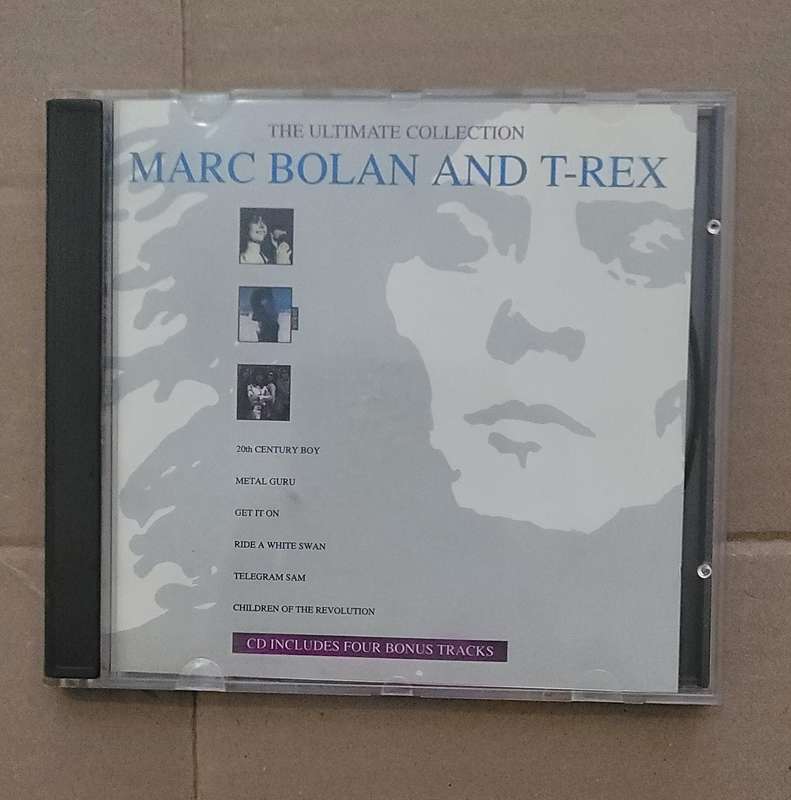 THE ULTIMATE COLLECTION
MARC BOLAN AND T-REX
20th CENTURY BOY
METAL GURU
GET IT ON
RIDE A WHITE SWAN
TELEGRAM SAM
CHILDREN OF THE REVOLUTION
CD INCLUDES FOUR BONUS TRACKS